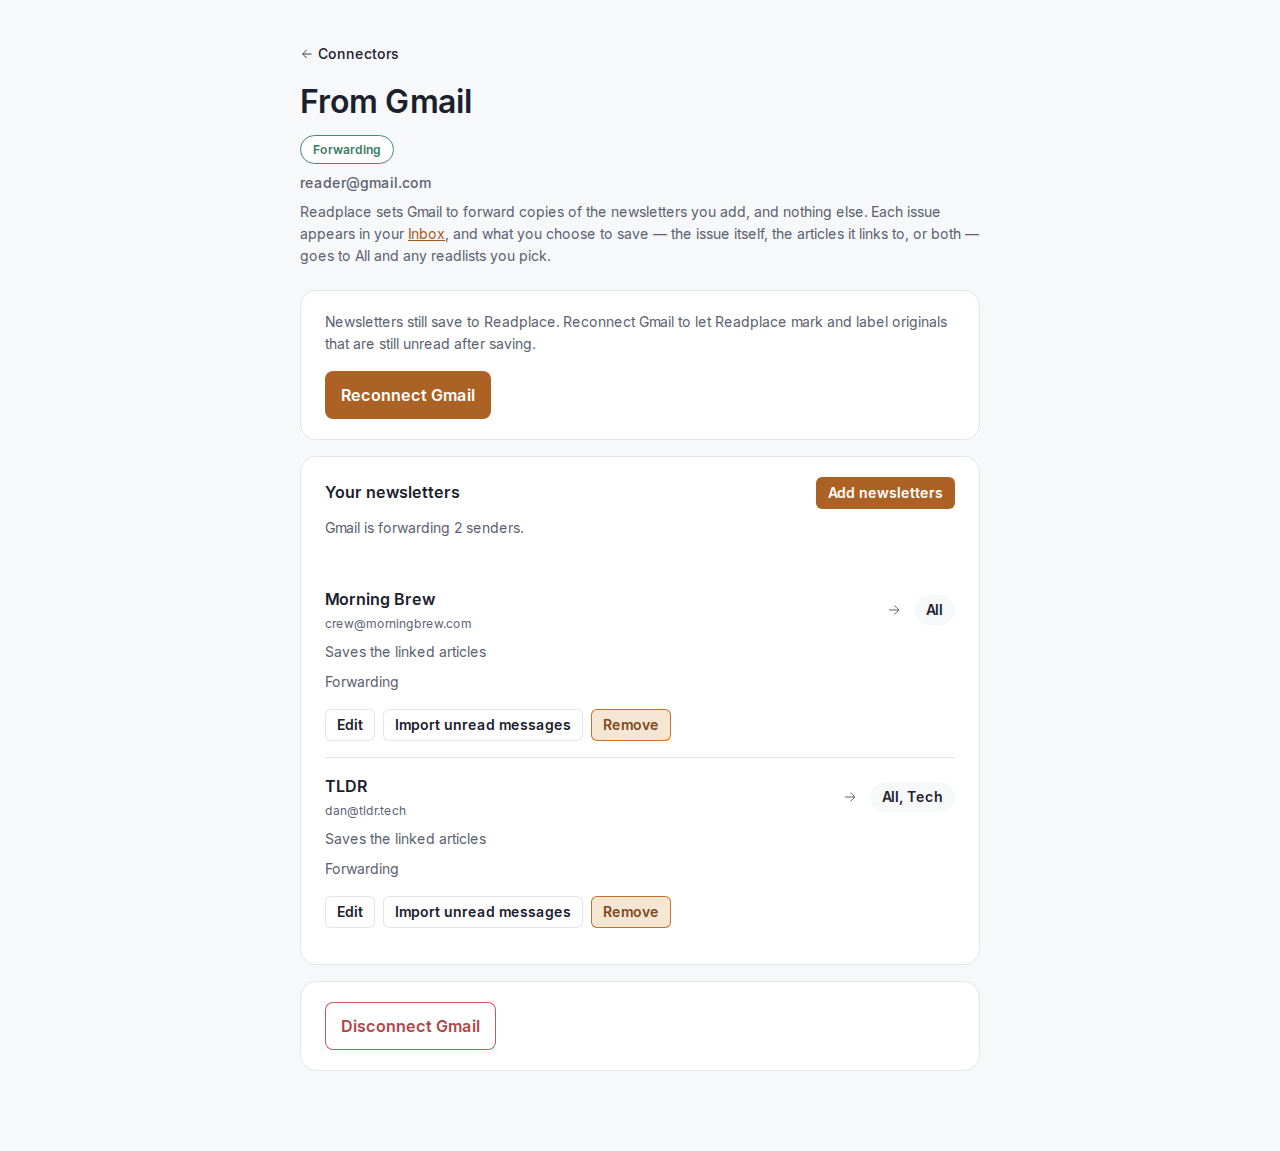 ← Connectors
From Gmail
Forwarding
reader@gmail.com
Readplace sets Gmail to forward copies of the newsletters you add, and nothing else. Each issue
appears in your Inbox, and what you choose to save — the issue itself, the articles it links to, or both —
goes to All and any readlists you pick.
Newsletters still save to Readplace. Reconnect Gmail to let Readplace mark and label originals
that are still unread after saving.
Reconnect Gmail
Your newsletters
Add newsletters
Gmail is forwarding 2 senders.
Morning Brew
→ All
crew@morningbrew.com
Saves the linked articles
Forwarding
Edit Import unread messages Remove
TLDR
→ All, Tech
dan@tldr.tech
Saves the linked articles
Forwarding
Edit Import unread messages Remove
Disconnect Gmail